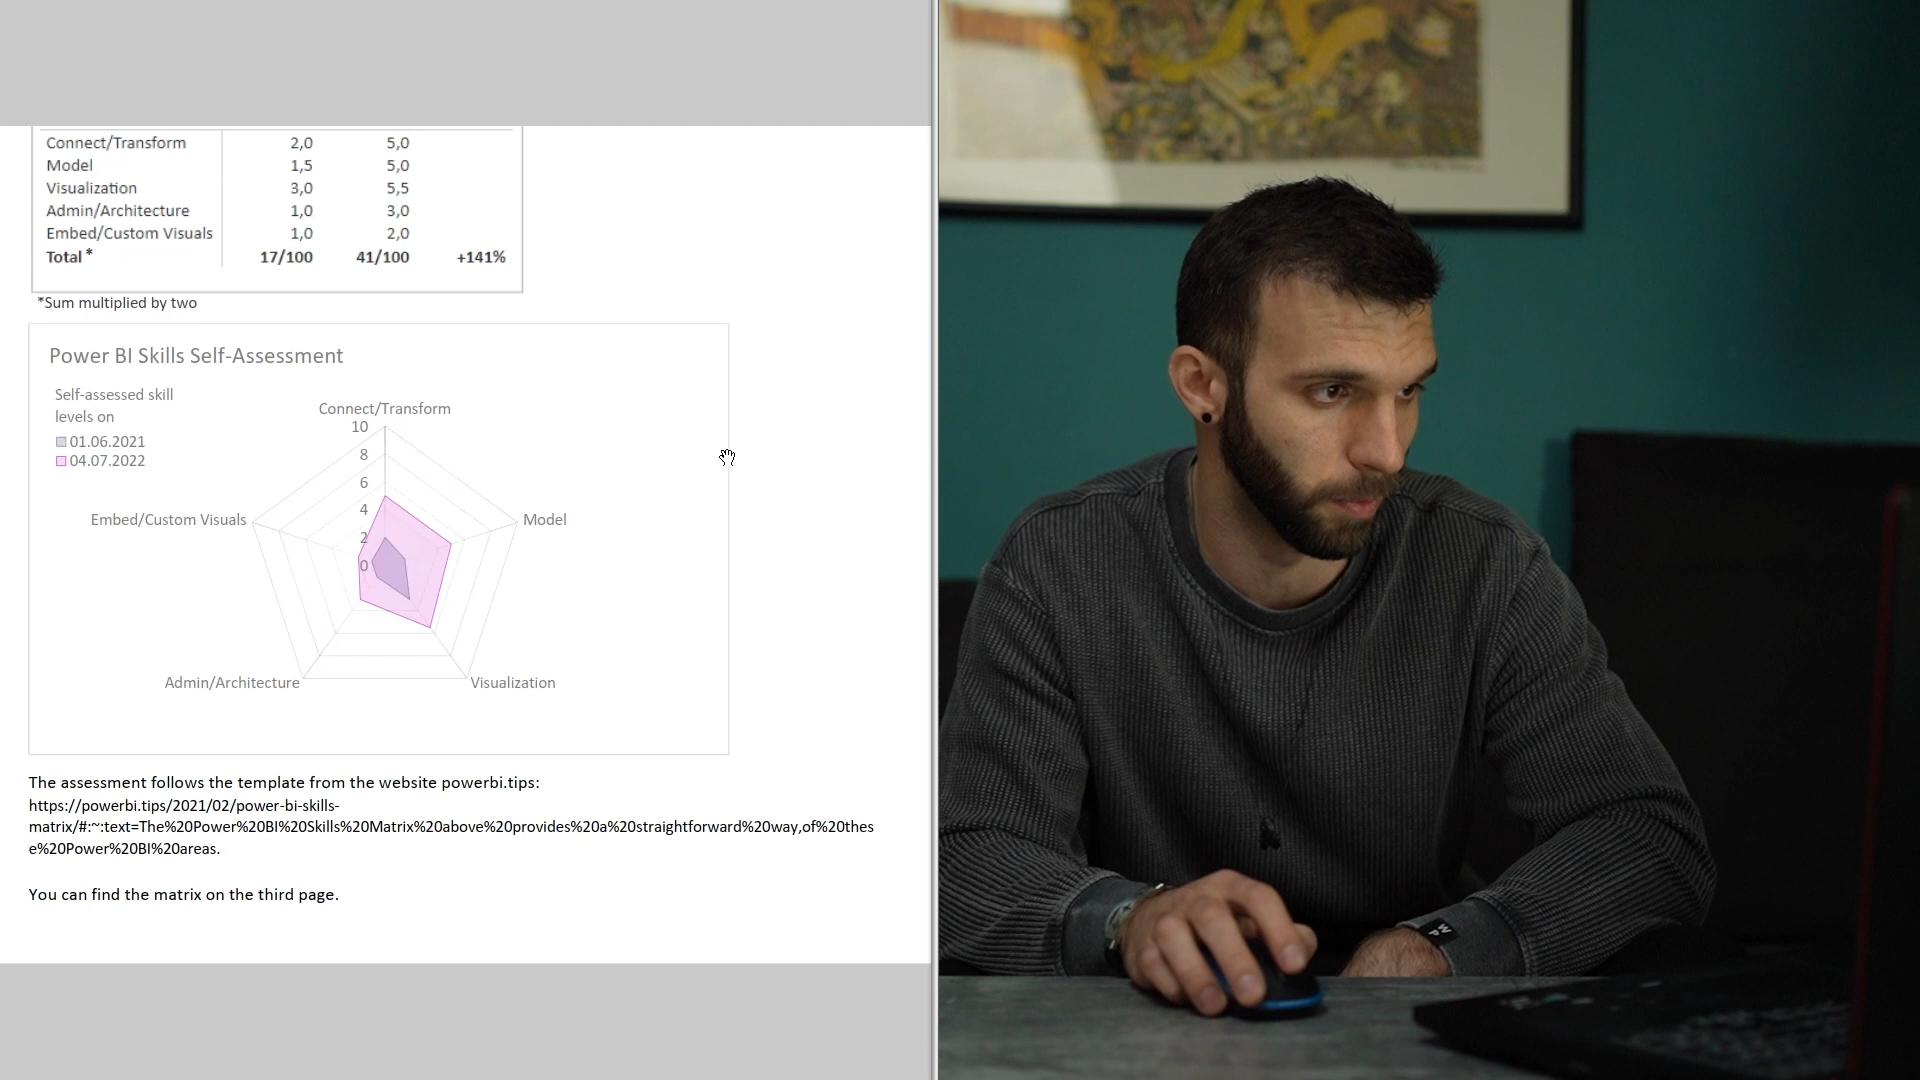 Connect/Transform 2,0 5,0
Model 1,5 5,0
Visualization 3,0 5,5
Admin/Architecture 1,0 3,0
Embed/Custom Visuals 1,0 2,0
Total * 17/100 41/100 +141%
*Sum multiplied by two
Power BI Skills Self-Assessment
Self-assessed skill
levels on
01.06.2021
04.07.2022
Connect/Transform
10
8
6
4
2
0
Embed/Custom Visuals
Model
Admin/Architecture
Visualization
The assessment follows the template from the website powerbi.tips:
https://powerbi.tips/2021/02/power-bi-skills-
matrix/#:~:text=The%20Power%20BI%20Skills%20Matrix%20above%20provides%20a%20straightforward%20way,of%20thes
e%20Power%20BI%20areas.
You can find the matrix on the third page.
W
P